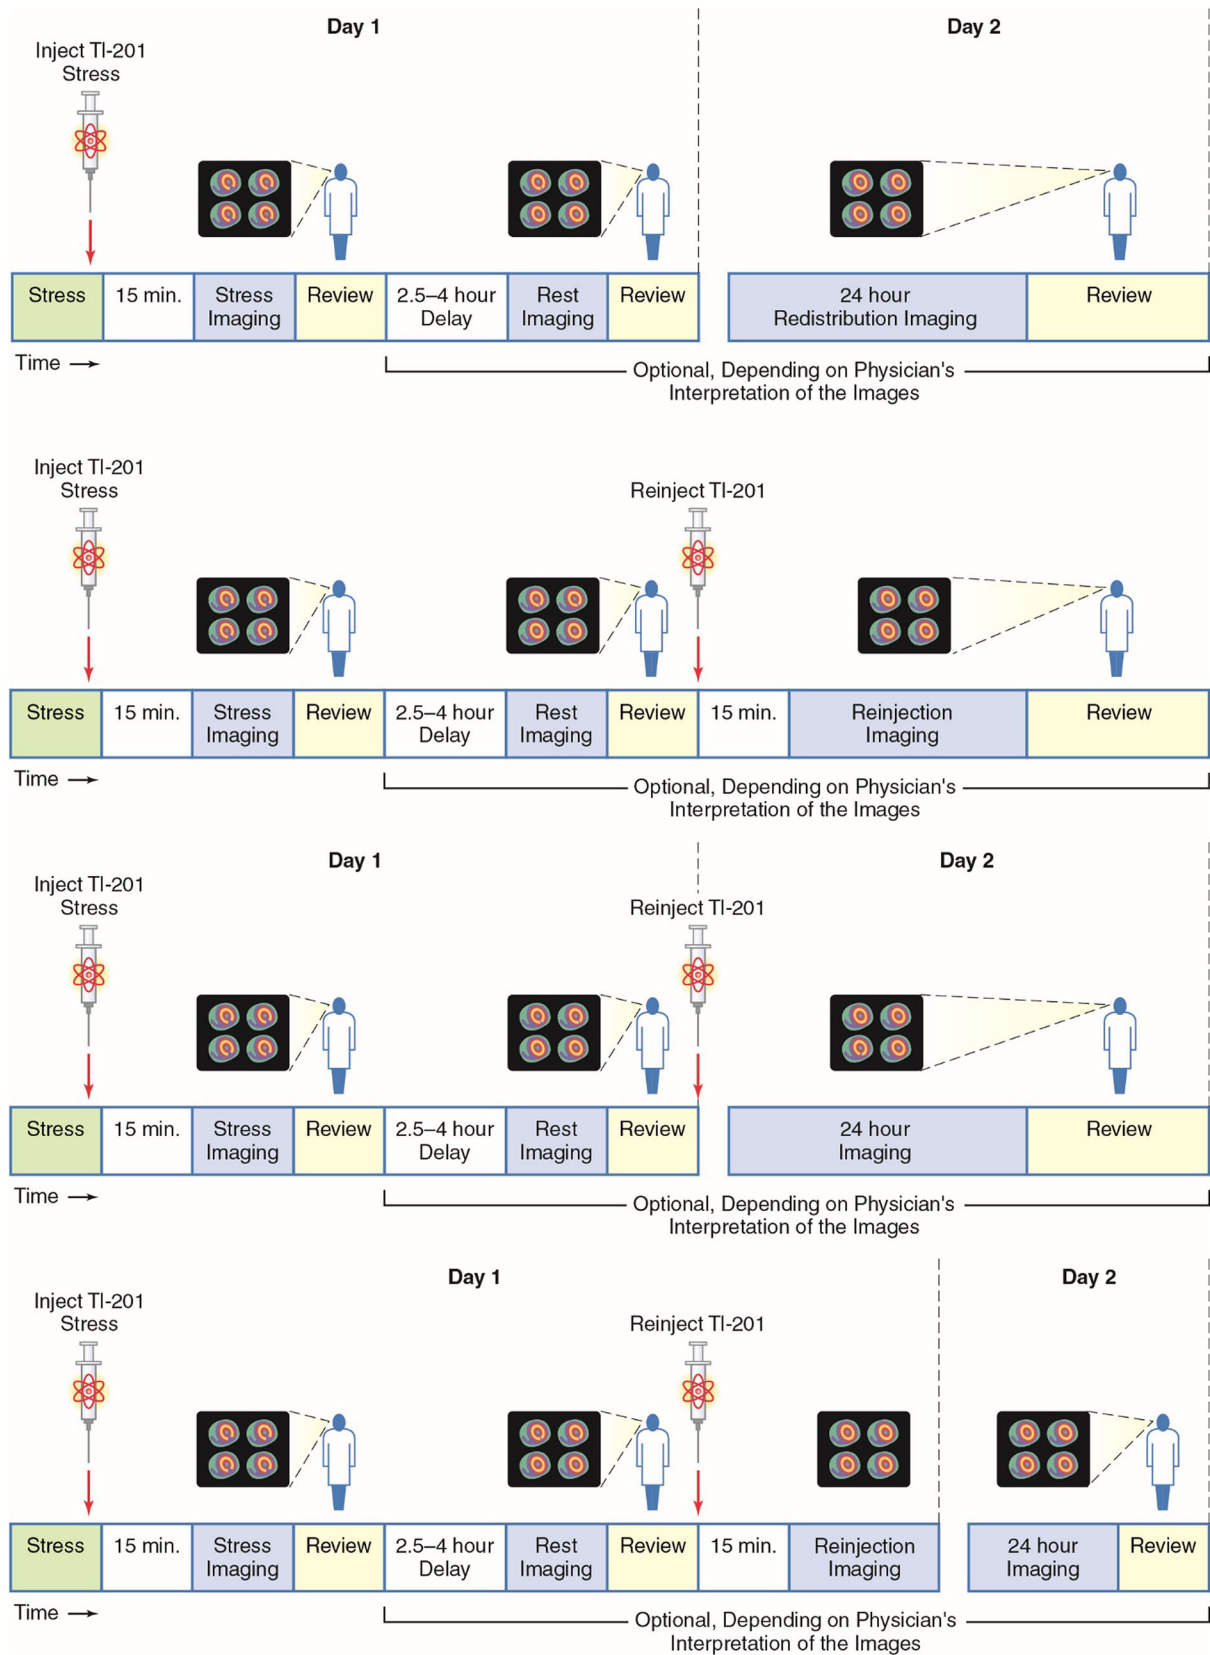 Day 1
Day 2
Inject Tl-201
Stress
Stress
15 min.
Stress
Imaging
Review
2.5–4 hour
Delay
Rest
Imaging
Review
24 hour
Redistribution Imaging
Review
Time
Optional, Depending on Physician's
Interpretation of the Images
Inject Tl-201
Stress
Reinject Tl-201
Stress
15 min.
Stress
Imaging
Review
2.5–4 hour
Delay
Rest
Imaging
Review
15 min.
Reinjection
Imaging
Review
Time
Optional, Depending on Physician's
Interpretation of the Images
Day 1
Day 2
Inject Tl-201
Stress
Reinject Tl-201
Stress
15 min.
Stress
Imaging
Review
2.5–4 hour
Delay
Rest
Imaging
Review
24 hour
Imaging
Review
Time
Optional, Depending on Physician's
Interpretation of the Images
Day 1
Day 2
Inject Tl-201
Stress
Reinject Tl-201
Stress
15 min.
Stress
Imaging
Review
2.5–4 hour
Delay
Rest
Imaging
Review
15 min.
Reinjection
Imaging
24 hour
Imaging
Review
Time
Optional, Depending on Physician's
Interpretation of the Images